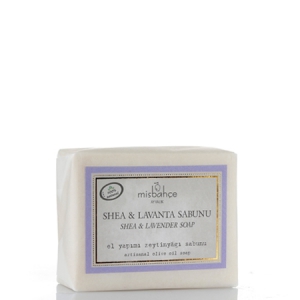 misbahçe
SHEA & LAVANTA SABUNU
SHEA & LAVENDER SOAP
el yapımı zeytinyağı sabunu
artisanal olive oil soap